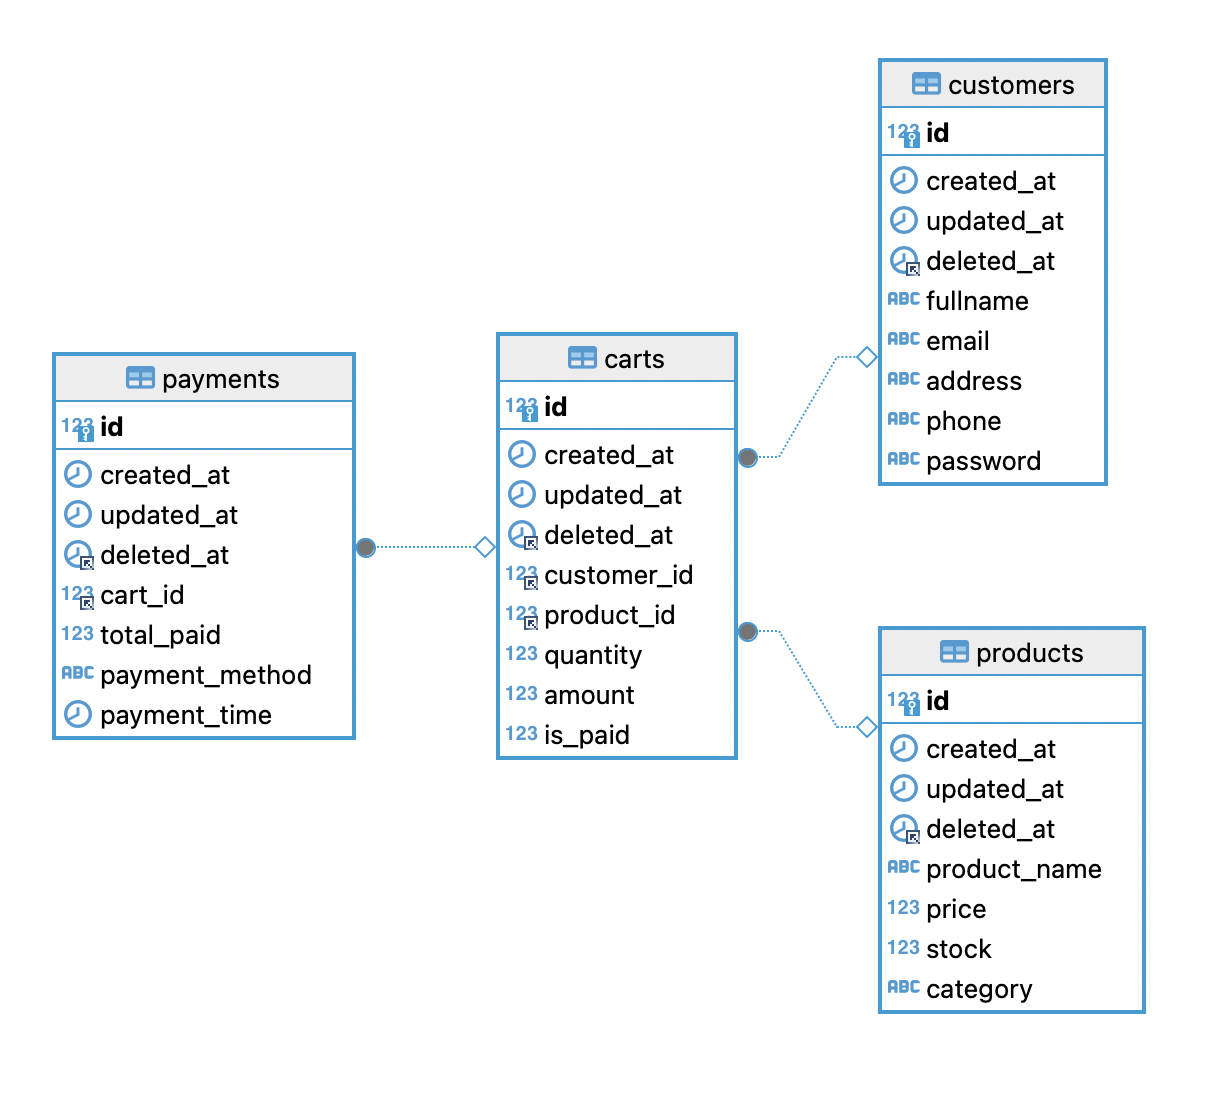 payments
123 id
created_at
updated_at
deleted_at
123 cart_id
123 total_paid
ABC payment_method
payment_time
carts
123 id
created_at
updated_at
deleted_at
123 customer_id
123 product_id
123 quantity
123 amount
123 is_paid
customers
123 id
created_at
updated_at
deleted_at
ABC fullname
ABC email
ABC address
ABC phone
ABC password
products
123 id
created_at
updated_at
deleted_at
ABC product_name
123 price
123 stock
ABC category